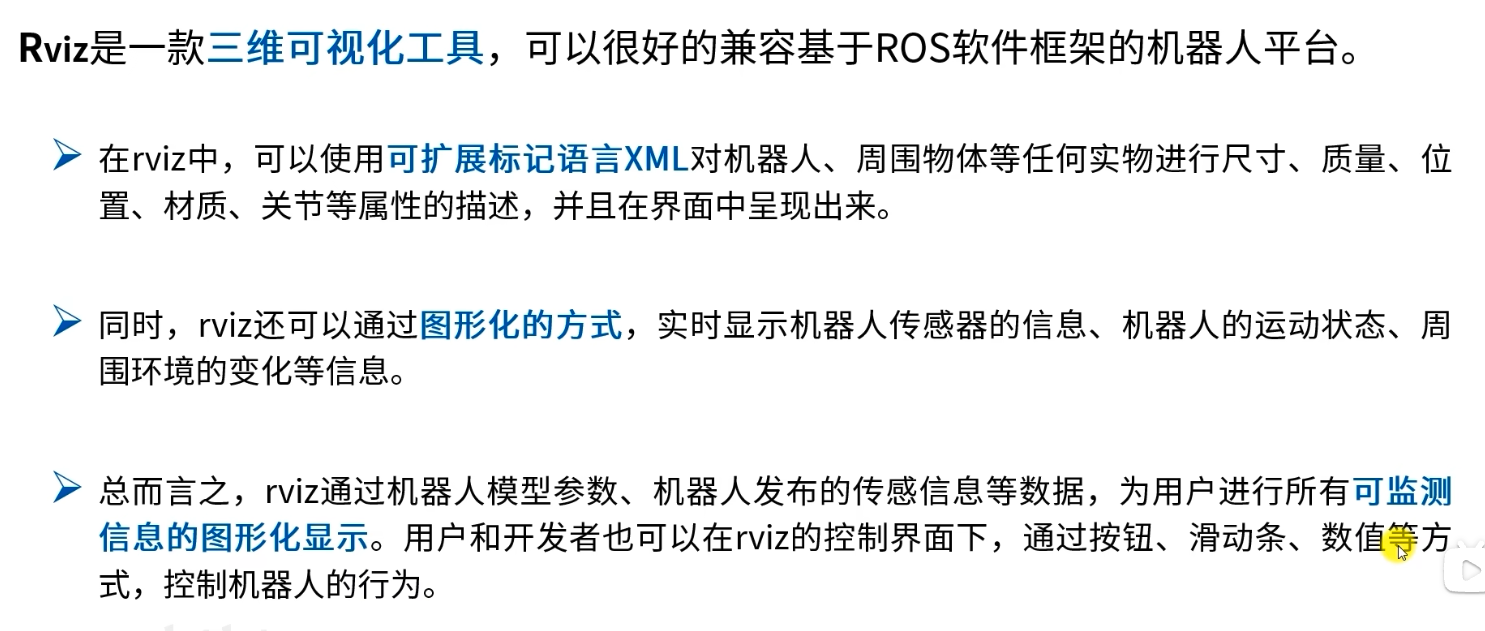 Rviz是一款三维可视化工具，可以很好的兼容基于ROS软件框架的机器人平台。
在rviz中，可以使用可扩展标记语言XML对机器人、周围物体等任何实物进行尺寸、质量、位
置、材质、关节等属性的描述，并且在界面中呈现出来。
同时，rviz还可以通过图形化的方式，实时显示机器人传感器的信息、机器人的运动状态、周
围环境的变化等信息。
总而言之，rviz通过机器人模型参数、机器人发布的传感信息等数据，为用户进行所有可监测
信息的图形化显示。用户和开发者也可以在rviz的控制界面下，通过按钮、滑动条、数值等方
式，控制机器人的行为。